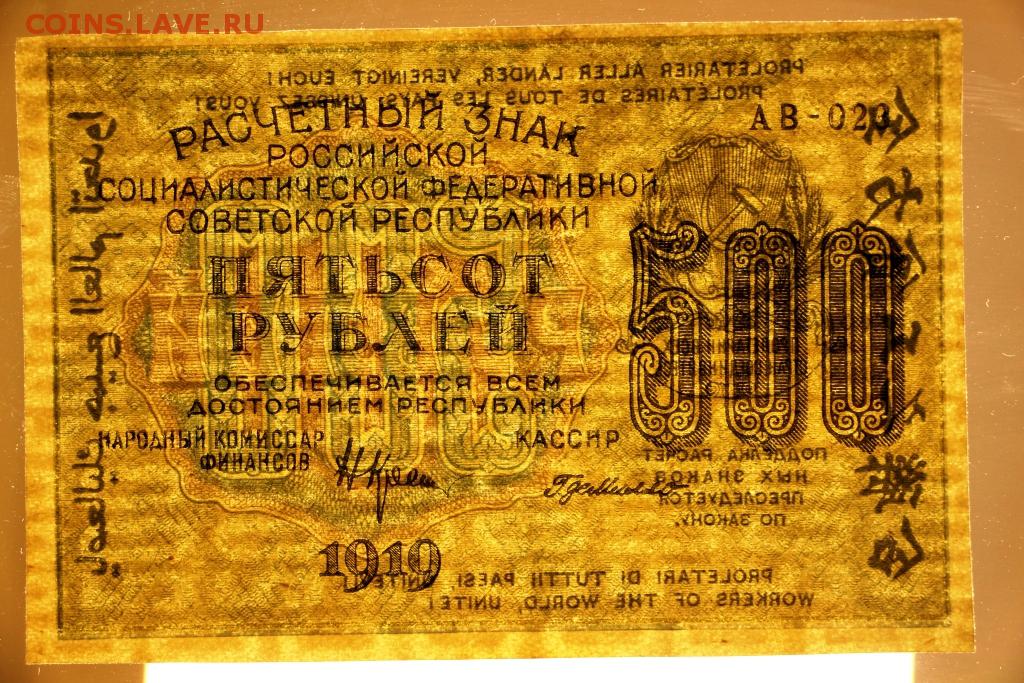 COINS.LAVE.RU
PROLETARIER ALLER LÄNDER, VEREINIGT EUCH!
PROLÉTAIRES DE TOUS LES PAYS, UNISSEZ VOUS!
АВ-020
РАСЧЕТНЫЙ ЗНАК
РОССИЙСКОЙ
СОЦИАЛИСТИЧЕСКОЙ ФЕДЕРАТИВНОЙ
СОВЕТСКОЙ РЕСПУБЛИКИ
ПЯТЬСОТ
РУБЛЕЙ
500
ОБЕСПЕЧИВАЕТСЯ ВСЕМ
ДОСТОЯНИЕМ РЕСПУБЛИКИ
НАРОДНЫЙ КОМИССАР
ФИНАНСОВ
КАССИР
ПОДДЕЛКА РАСЧЕТ
НЫХ ЗНАКОВ
ПРЕСЛЕДУЕТСЯ
ПО ЗАКОНУ.
1919
PROLETARI DI TUTTI I PAESI, UNITEVI!
WORKERS OF THE WORLD, UNITE!